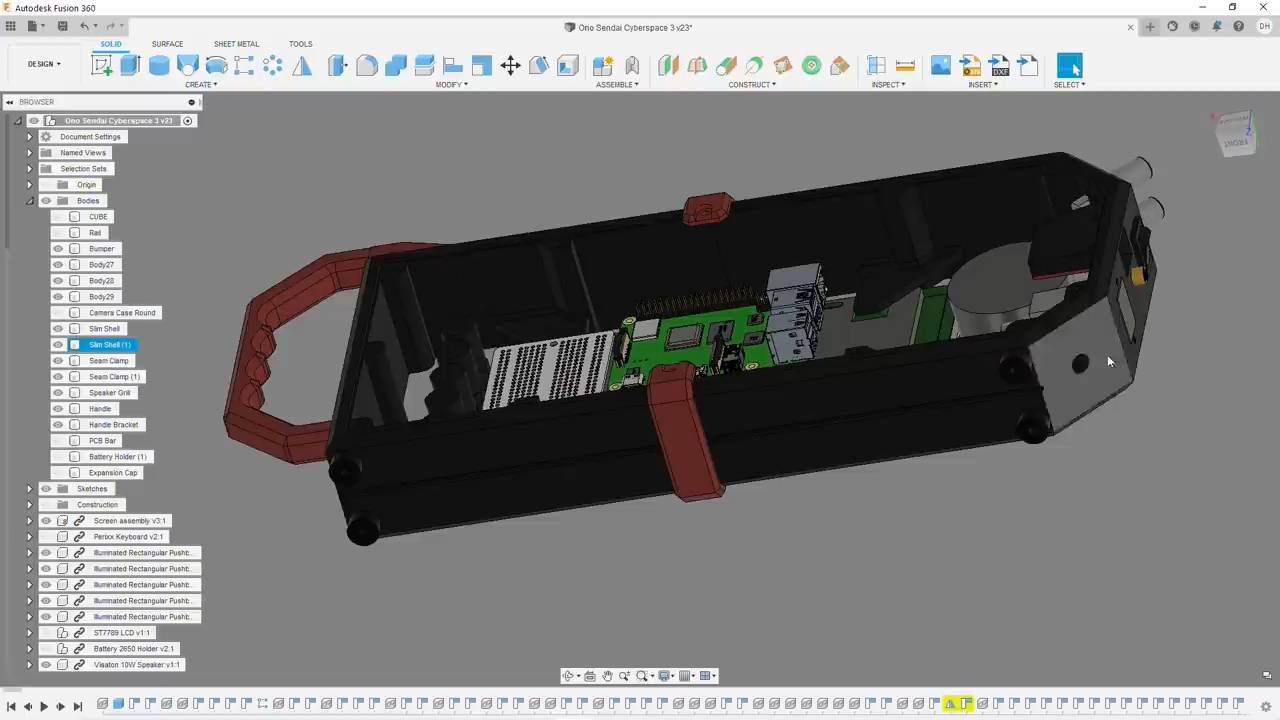 Autodesk Fusion 360
Ono Sendai Cyberspace 3 v23*
DH
SOLID
SURFACE
SHEET METAL
TOOLS
DESIGN
CREATE
MODIFY
ASSEMBLE
CONSTRUCT
INSPECT
INSERT
SELECT
BROWSER
Ono Sendai Cyberspace 3 v23
Document Settings
Named Views
Selection Sets
Origin
Bodies
CUBE
Rail
Bumper
Body27
Body28
Body29
Camera Case Round
Slim Shell
Slim Shell (1)
Seam Clamp
Seam Clamp (1)
Speaker Grill
Handle
Handle Bracket
PCB Bar
Battery Holder (1)
Expansion Cap
Sketches
Construction
Screen assembly v3:1
Perixx Keyboard v2:1
Illuminated Rectangular Pushb...
Illuminated Rectangular Pushb...
Illuminated Rectangular Pushb...
Illuminated Rectangular Pushb...
Illuminated Rectangular Pushb...
ST7789 LCD v1:1
Battery 2650 Holder v2:1
Visaton 10W Speaker v1:1
FRONT
Z